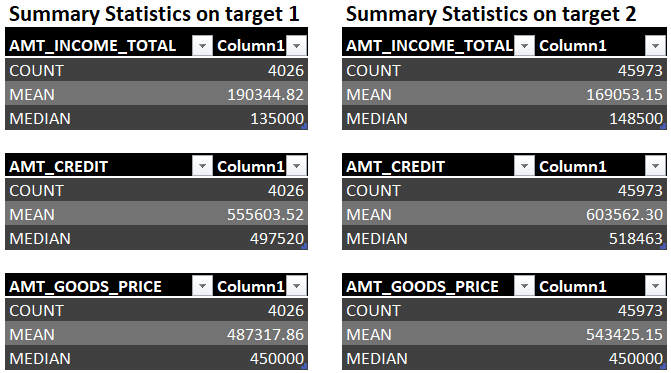 Summary Statistics on target 1
AMT_INCOME_TOTAL Column1
COUNT 4026
MEAN 190344.82
MEDIAN 135000
AMT_CREDIT Column1
COUNT 4026
MEAN 555603.52
MEDIAN 497520
AMT_GOODS_PRICE Column1
COUNT 4026
MEAN 487317.86
MEDIAN 450000
Summary Statistics on target 2
AMT_INCOME_TOTAL Column1
COUNT 45973
MEAN 169053.15
MEDIAN 148500
AMT_CREDIT Column1
COUNT 45973
MEAN 603562.30
MEDIAN 518463
AMT_GOODS_PRICE Column1
COUNT 45973
MEAN 543425.15
MEDIAN 450000